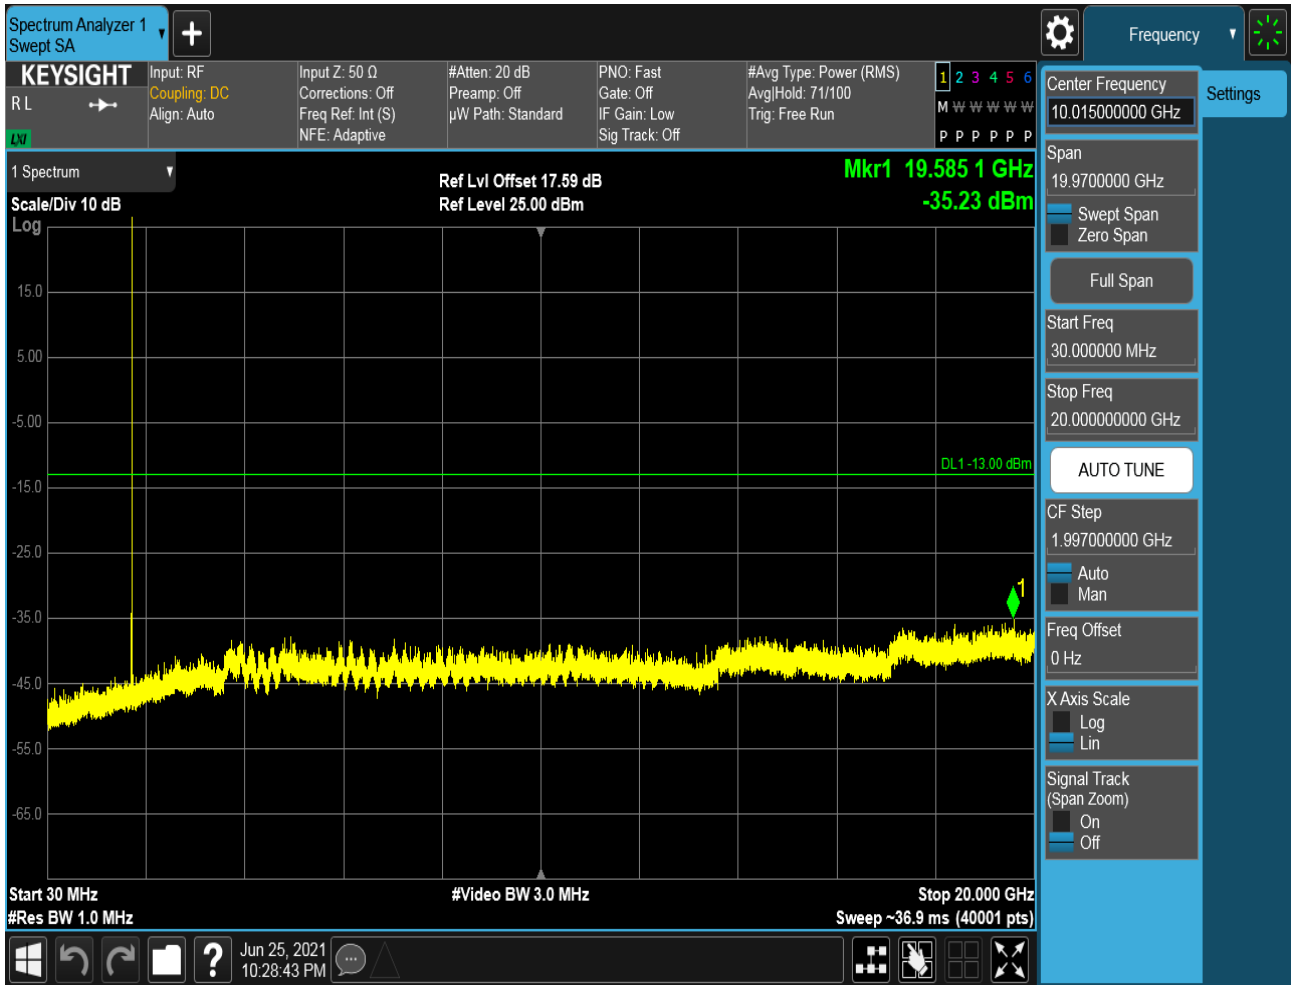 Spectrum Analyzer 1
Swept SA
Frequency
KEYSIGHT
R L
LXI
Input: RF
Coupling: DC
Align: Auto
Input Z: 50 Ω
Corrections: Off
Freq Ref: Int (S)
NFE: Adaptive
#Atten: 20 dB
Preamp: Off
µW Path: Standard
PNO: Fast
Gate: Off
IF Gain: Low
Sig Track: Off
#Avg Type: Power (RMS)
Avg|Hold: 71/100
Trig: Free Run
1 2 3 4 5 6
M W W W W W
P P P P P P
1 Spectrum
Scale/Div 10 dB
Log
Ref Lvl Offset 17.59 dB
Ref Level 25.00 dBm
Mkr1 19.585 1 GHz
-35.23 dBm
15.0
5.00
-5.00
-15.0
-25.0
-35.0
-45.0
-55.0
-65.0
DL1 -13.00 dBm
1
Start 30 MHz
#Res BW 1.0 MHz
#Video BW 3.0 MHz
Stop 20.000 GHz
Sweep ~36.9 ms (40001 pts)
Jun 25, 2021
10:28:43 PM
Center Frequency
10.015000000 GHz
Settings
Span
19.9700000 GHz
Swept Span
Zero Span
Full Span
Start Freq
30.000000 MHz
Stop Freq
20.000000000 GHz
AUTO TUNE
CF Step
1.997000000 GHz
Auto
Man
Freq Offset
0 Hz
X Axis Scale
Log
Lin
Signal Track
(Span Zoom)
On
Off